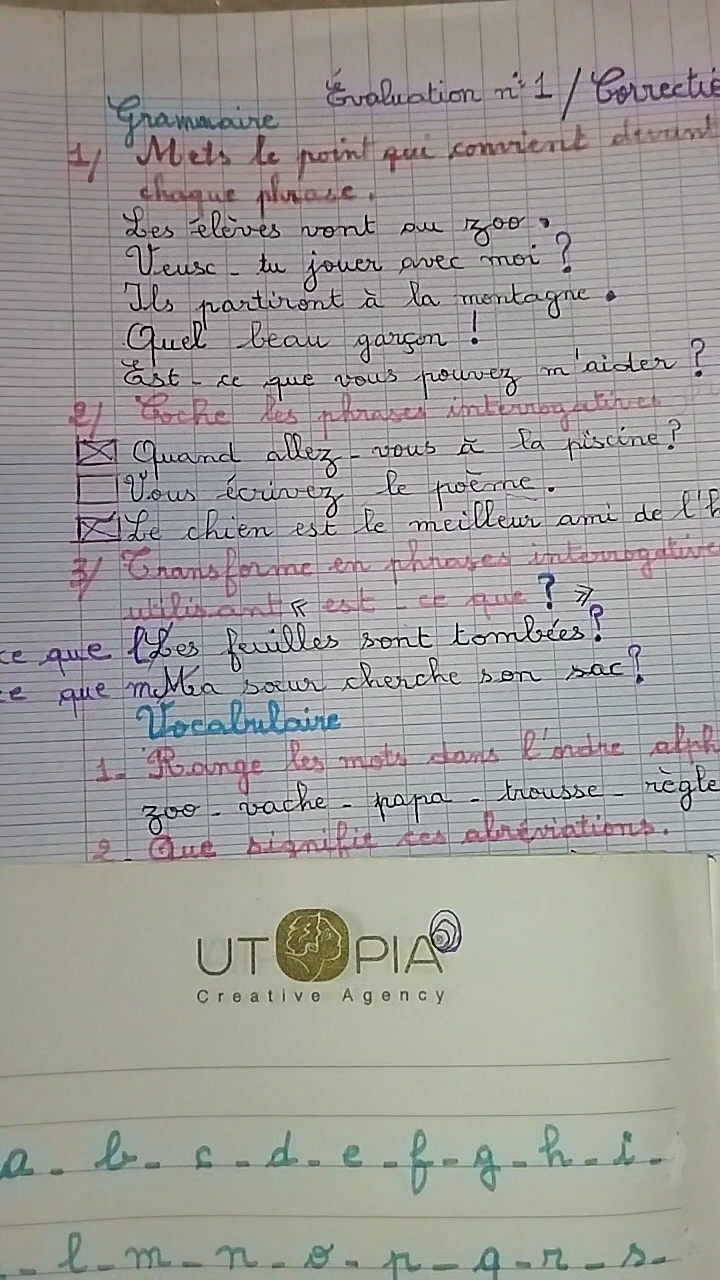 Évaluation n° 1 / Correctio
Grammaire
1/ Mets le point qui convient devant
chaque phrase.
Les élèves vont au zoo.
Veux-tu jouer avec moi ?
Ils partiront à la montagne.
Quel beau garçon !
Est-ce que vous pouvez m'aider ?
2/ Coche les phrases interrogatives
Quand allez-vous à la piscine ?
Vous écrivez le poème.
Le chien est le meilleur ami de l'h
3/ Transforme en phrases interrogative
utilisant « est-ce que ? »
ce que lLes feuilles sont tombées ?
ce que mMa sœur cherche son sac ?
Vocabulaire
1- Range les mots dans l'ordre alph
zoo - vache - papa - trousse - règle
2- Que signifie ces abréviations.
UTOPIA
Creative Agency
a - b - c - d - e - f - g - h - i -
- l - m - n - o - p - q - r - s -